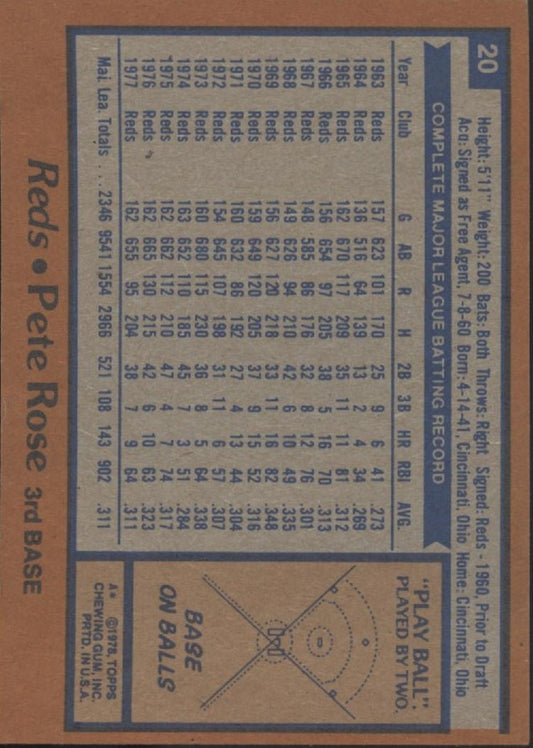 20
Height: 5'11" Weight: 200 Bats: Both Throws: Right Signed: Reds - 1960, Prior to Draft
Acq: Signed as Free Agent, 7-8-60 Born: 4-14-41, Cincinnati, Ohio Home: Cincinnati, Ohio
COMPLETE MAJOR LEAGUE BATTING RECORD
Year Club G AB R H 2B 3B HR RBI AVG.
1963 Reds 157 623 101 170 25 9 6 41 .273
1964 Reds 136 516 64 139 13 2 4 34 .269
1965 Reds 162 670 117 209 35 11 11 81 .312
1966 Reds 156 654 97 205 38 5 16 70 .313
1967 Reds 148 585 86 176 32 8 12 76 .301
1968 Reds 149 626 94 210 42 6 10 49 .335
1969 Reds 156 627 120 218 33 11 16 82 .348
1970 Reds 159 649 120 205 37 9 15 52 .316
1971 Reds 160 632 86 192 27 4 13 44 .304
1972 Reds 154 645 107 198 31 11 6 57 .307
1973 Reds 160 680 115 230 36 8 5 64 .338
1974 Reds 163 652 110 185 45 7 3 51 .284
1975 Reds 162 662 112 210 47 4 7 74 .317
1976 Reds 162 665 130 215 42 6 10 63 .323
1977 Reds 162 655 95 204 38 7 9 64 .311
Maj. Lea. Totals . . . 2346 9541 1554 2966 521 108 143 902 .311
"PLAY BALL".
PLAYED BY TWO.
BASE
ON BALLS
A* ©1978, TOPPS
CHEWING GUM, INC.
PRTD. IN U.S.A.
Reds • Pete Rose 3rd BASE